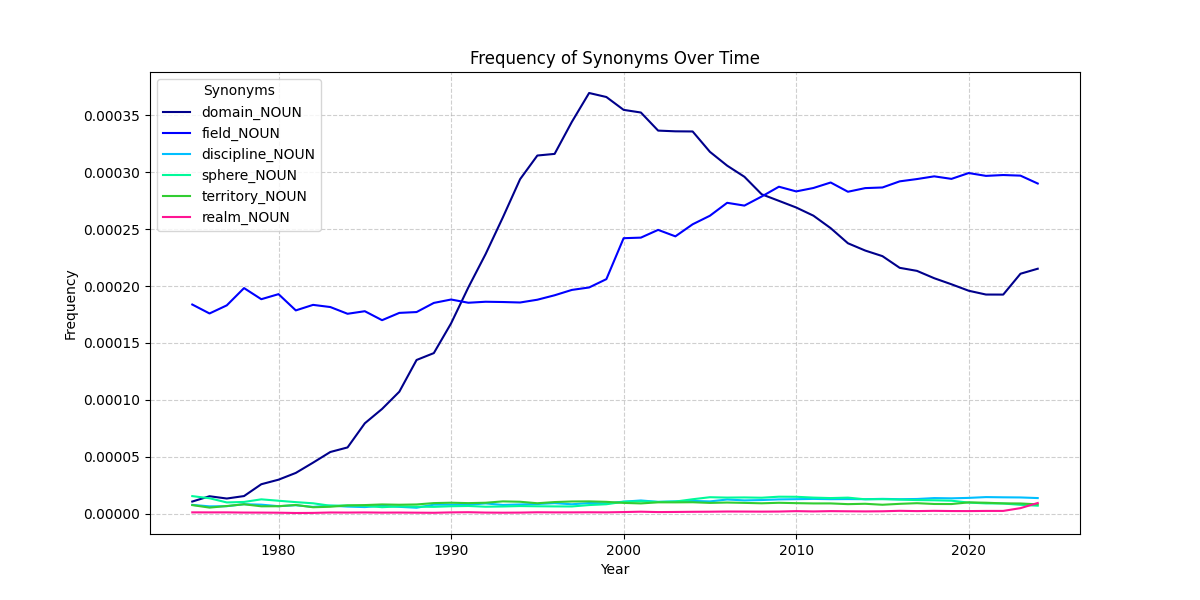 Frequency of Synonyms Over Time
Synonyms
domain_NOUN
field_NOUN
discipline_NOUN
sphere_NOUN
territory_NOUN
realm_NOUN
Frequency
0.00035
0.00030
0.00025
0.00020
0.00015
0.00010
0.00005
0.00000
1980 1990 2000 2010 2020
Year